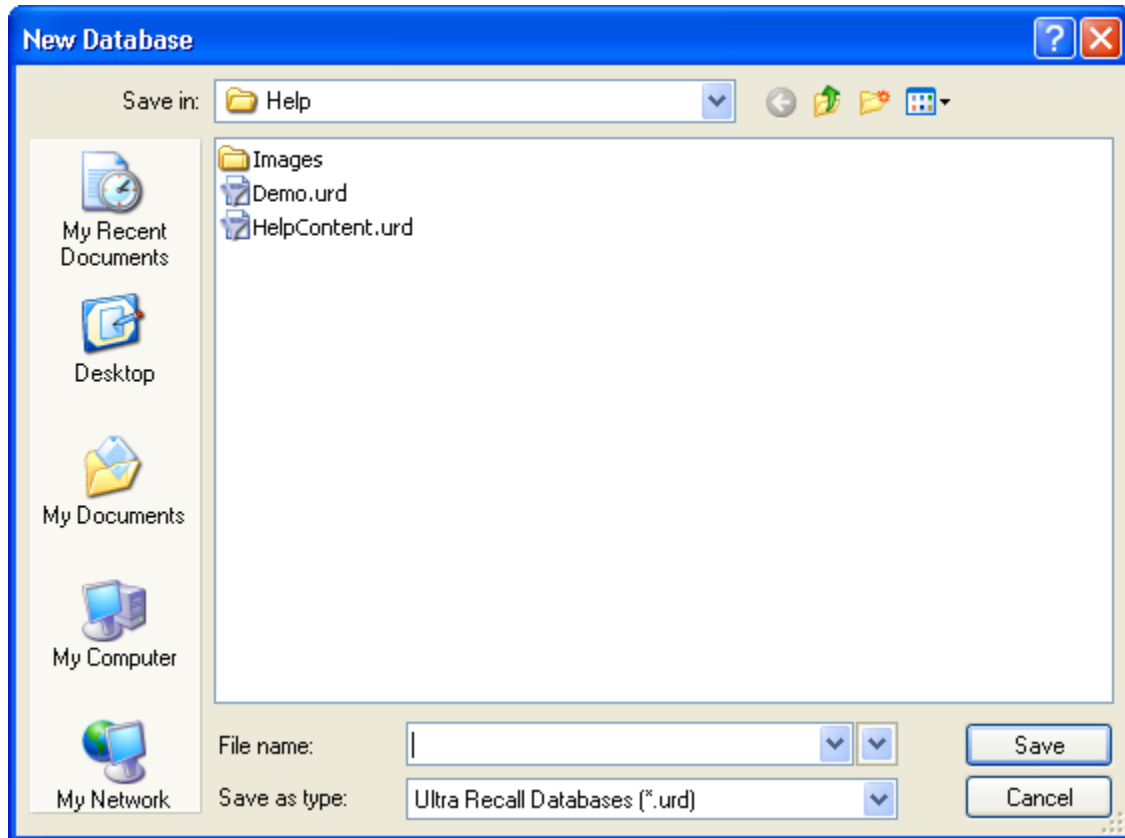 New Database
Save in: Help
My Recent
Documents
Desktop
My Documents
My Computer
My Network
Images
Demo.urd
HelpContent.urd
File name:
Save
Save as type: Ultra Recall Databases (*.urd)
Cancel